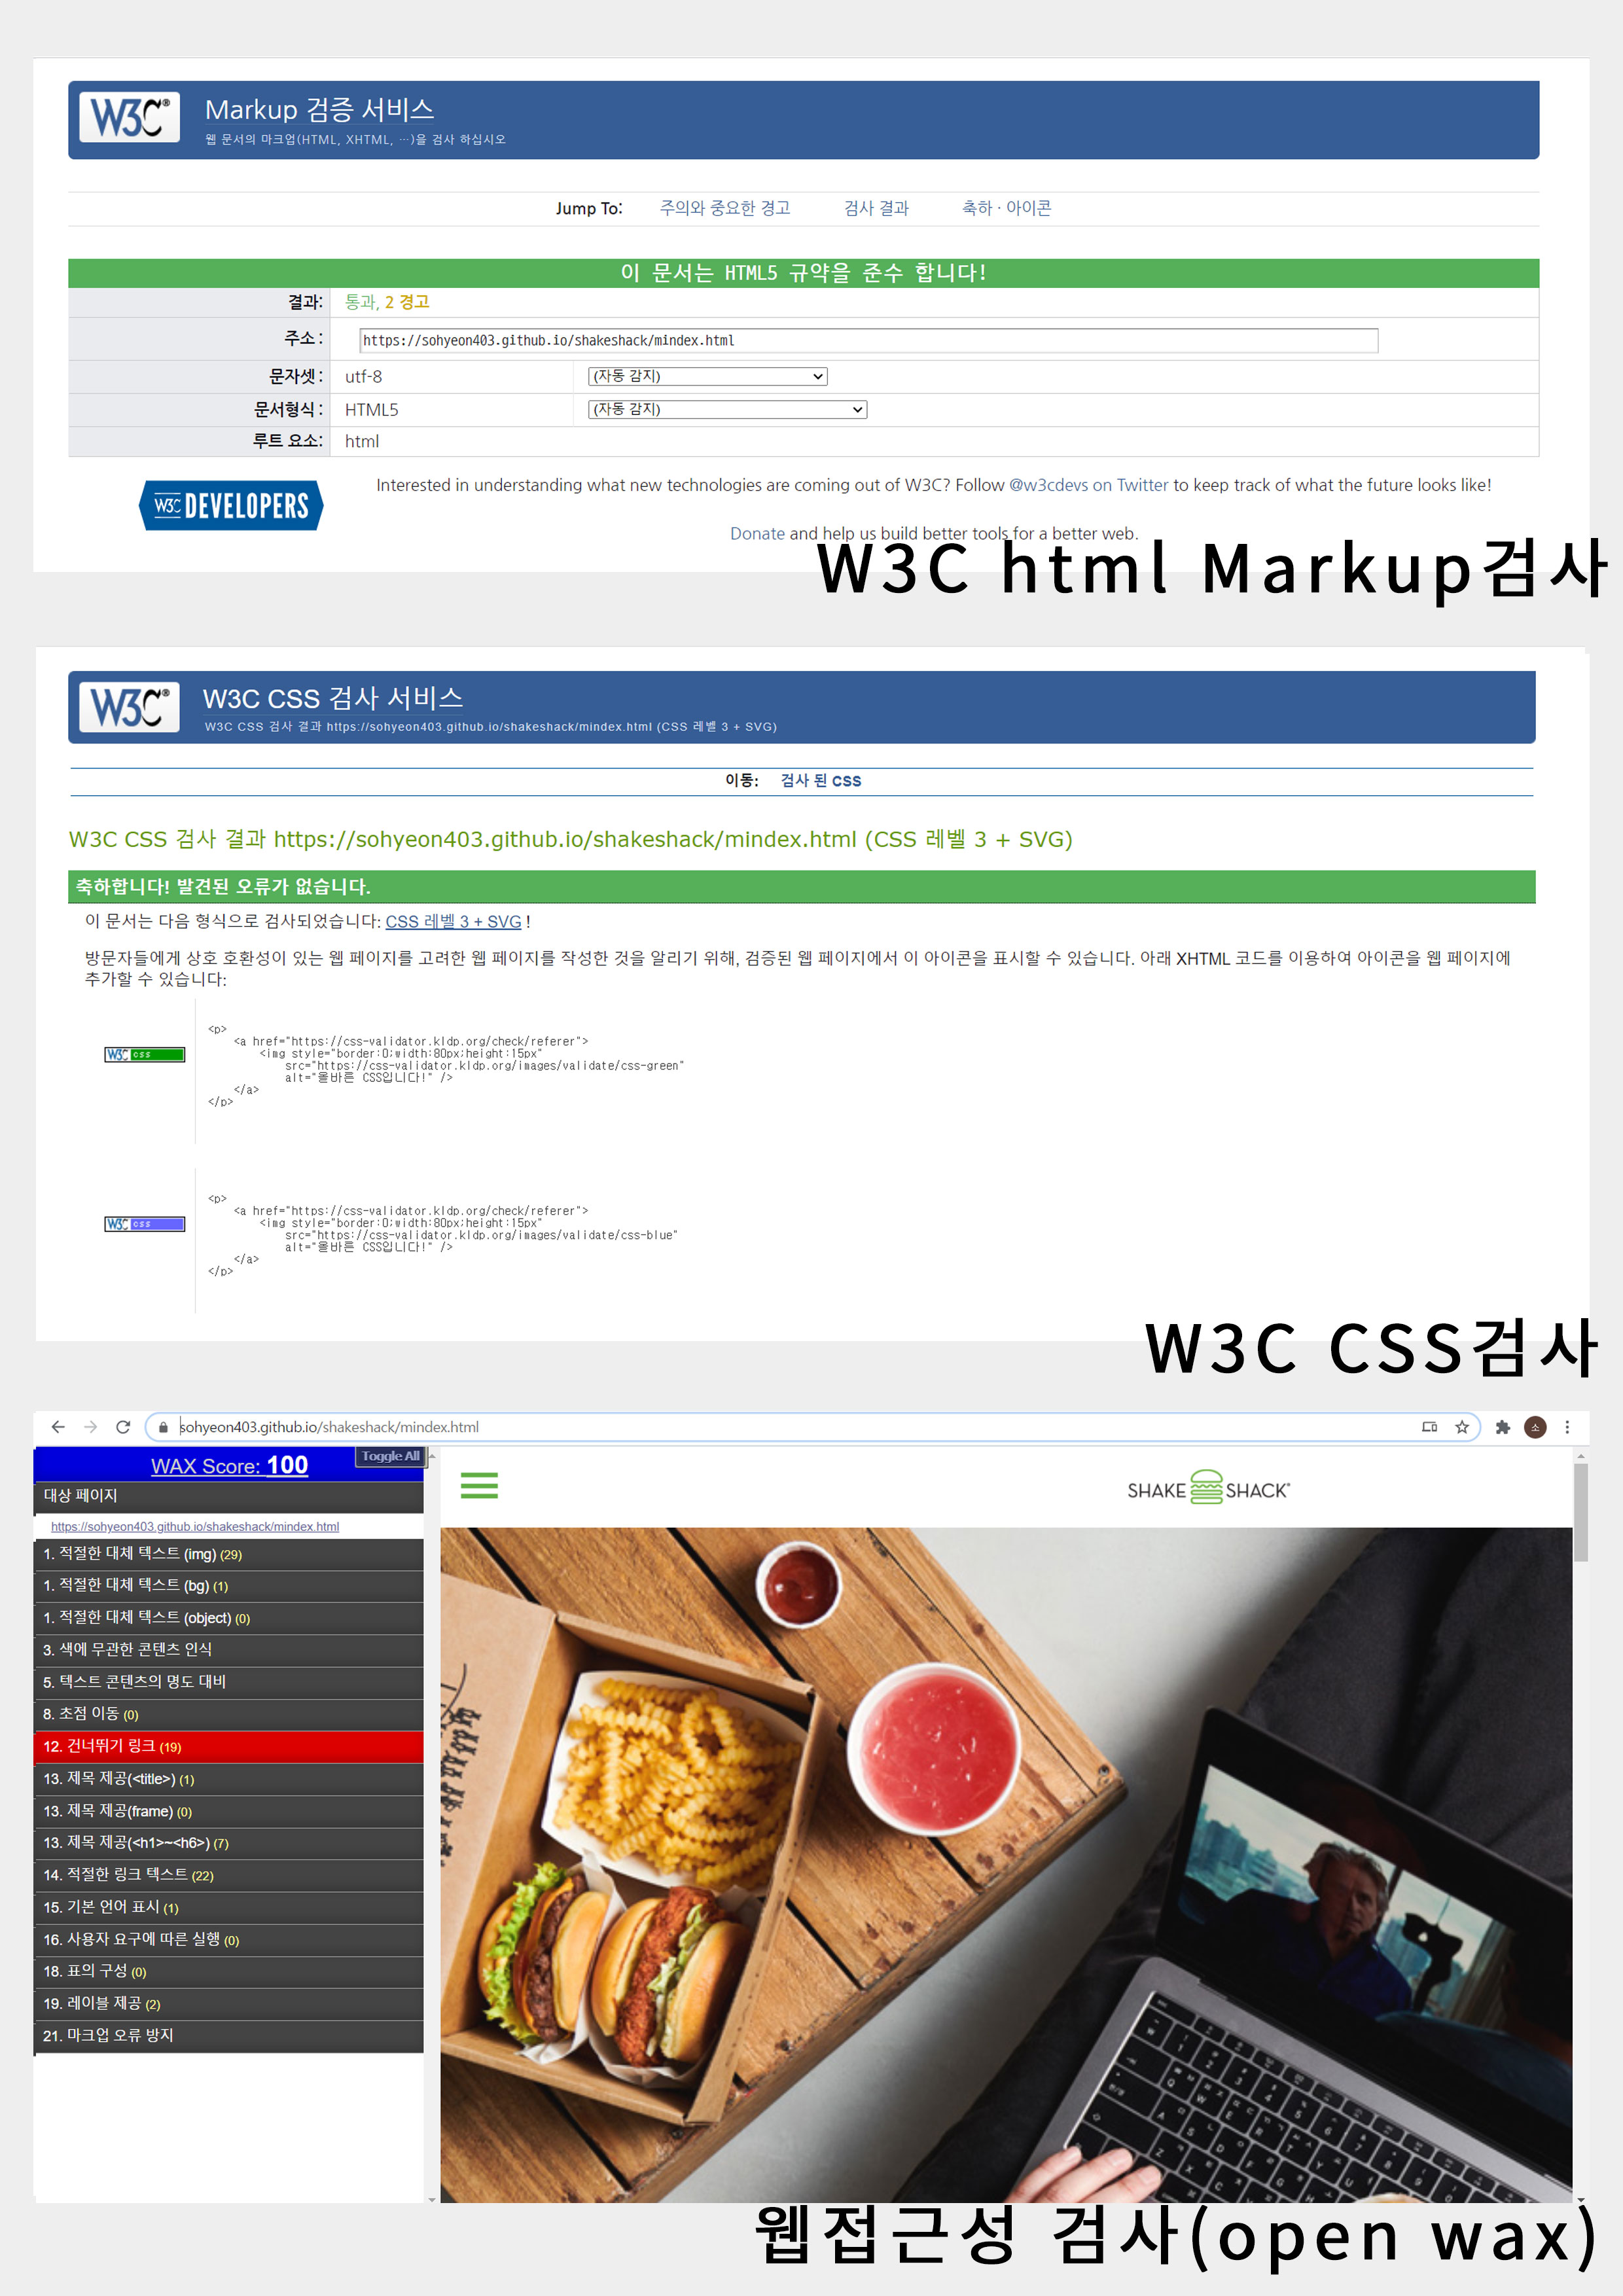 W3C®
Markup 검증 서비스
웹 문서의 마크업(HTML, XHTML, …)을 검사 하십시오
Jump To: 주의와 중요한 경고 검사 결과 축하 · 아이콘
이 문서는 HTML5 규약을 준수 합니다!
결과: 통과, 2 경고
주소 : https://sohyeon403.github.io/shakeshack/mindex.html
문자셋 : utf-8 (자동 감지)
문서형식 : HTML5 (자동 감지)
루트 요소: html
W3C DEVELOPERS
Interested in understanding what new technologies are coming out of W3C? Follow @w3cdevs on Twitter to keep track of what the future looks like!
Donate and help us build better tools for a better web.
W3C html Markup검사
W3C®
W3C CSS 검사 서비스
W3C CSS 검사 결과 https://sohyeon403.github.io/shakeshack/mindex.html (CSS 레벨 3 + SVG)
이동: 검사 된 CSS
W3C CSS 검사 결과 https://sohyeon403.github.io/shakeshack/mindex.html (CSS 레벨 3 + SVG)
축하합니다! 발견된 오류가 없습니다.
이 문서는 다음 형식으로 검사되었습니다: CSS 레벨 3 + SVG !
방문자들에게 상호 호환성이 있는 웹 페이지를 고려한 웹 페이지를 작성한 것을 알리기 위해, 검증된 웹 페이지에서 이 아이콘을 표시할 수 있습니다. 아래 XHTML 코드를 이용하여 아이콘을 웹 페이지에
추가할 수 있습니다:
W3C css
<p>
<a href="https://css-validator.kldp.org/check/referer">
<img style="border:0;width:80px;height:15px"
src="https://css-validator.kldp.org/images/validate/css-green"
alt="올바른 CSS입니다!" />
</a>
</p>
W3C css
<p>
<a href="https://css-validator.kldp.org/check/referer">
<img style="border:0;width:80px;height:15px"
src="https://css-validator.kldp.org/images/validate/css-blue"
alt="올바른 CSS입니다!" />
</a>
</p>
W3C CSS검사
sohyeon403.github.io/shakeshack/mindex.html
소
WAX Score: 100
Toggle All
대상 페이지
https://sohyeon403.github.io/shakeshack/mindex.html
1. 적절한 대체 텍스트 (img) (29)
1. 적절한 대체 텍스트 (bg) (1)
1. 적절한 대체 텍스트 (object) (0)
3. 색에 무관한 콘텐츠 인식
5. 텍스트 콘텐츠의 명도 대비
8. 초점 이동 (0)
12. 건너뛰기 링크 (19)
13. 제목 제공(<title>) (1)
13. 제목 제공(frame) (0)
13. 제목 제공(<h1>~<h6>) (7)
14. 적절한 링크 텍스트 (22)
15. 기본 언어 표시 (1)
16. 사용자 요구에 따른 실행 (0)
18. 표의 구성 (0)
19. 레이블 제공 (2)
21. 마크업 오류 방지
SHAKE SHACK
웹접근성 검사(open wax)